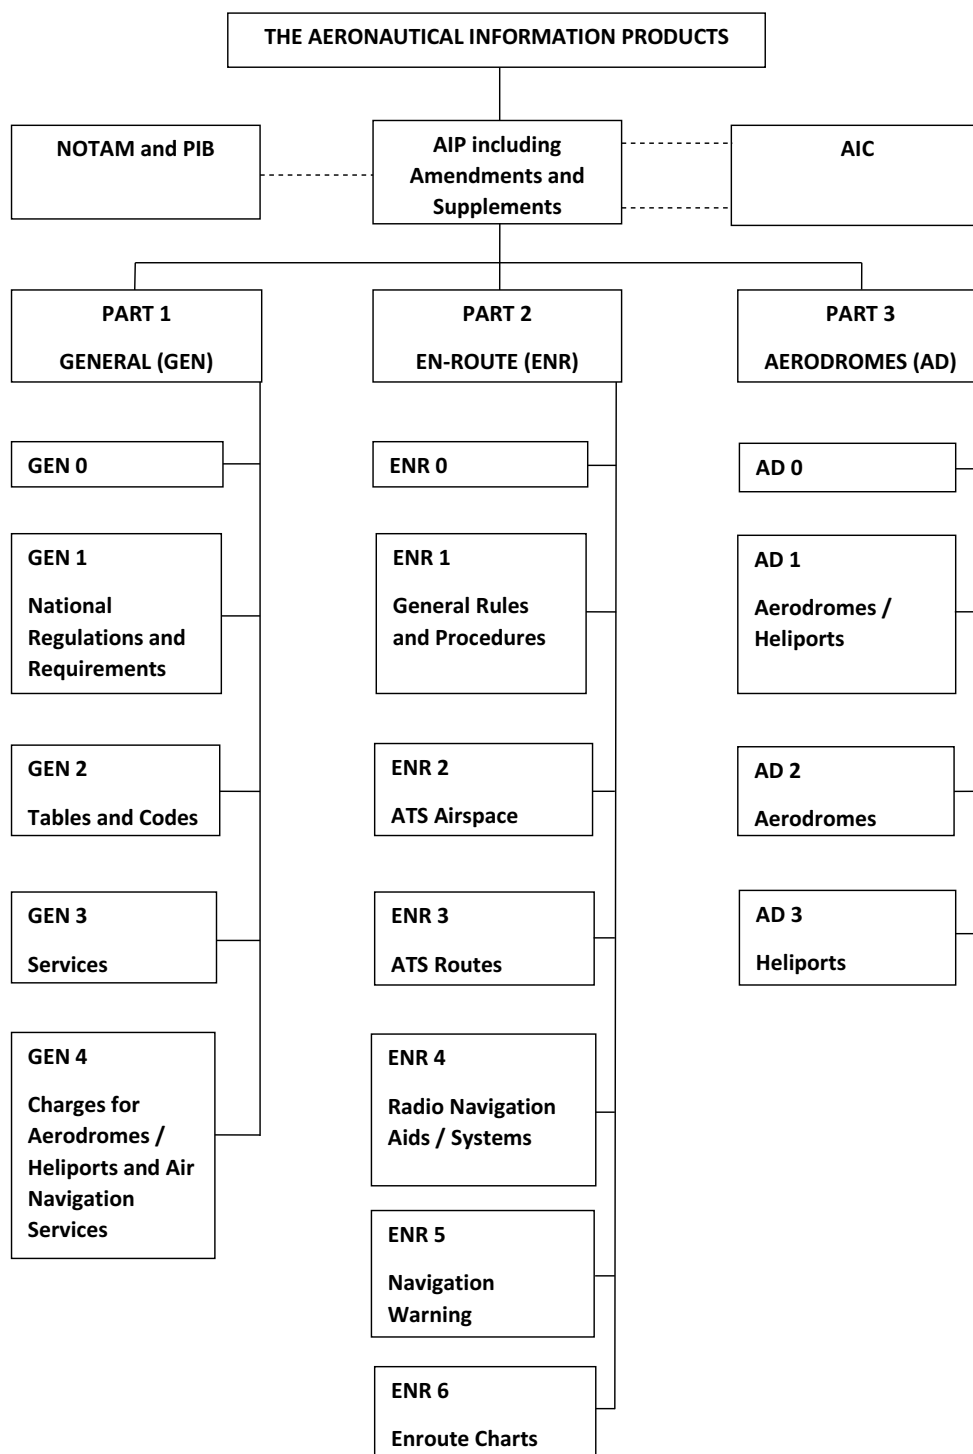 THE AERONAUTICAL INFORMATION PRODUCTS
NOTAM and PIB
AIP including
Amendments and
Supplements
AIC
PART 1
GENERAL (GEN)
PART 2
EN-ROUTE (ENR)
PART 3
AERODROMES (AD)
GEN 0
GEN 1
National
Regulations and
Requirements
GEN 2
Tables and Codes
GEN 3
Services
GEN 4
Charges for
Aerodromes /
Heliports and Air
Navigation
Services
ENR 0
ENR 1
General Rules
and Procedures
ENR 2
ATS Airspace
ENR 3
ATS Routes
ENR 4
Radio Navigation
Aids / Systems
ENR 5
Navigation
Warning
ENR 6
Enroute Charts
AD 0
AD 1
Aerodromes /
Heliports
AD 2
Aerodromes
AD 3
Heliports